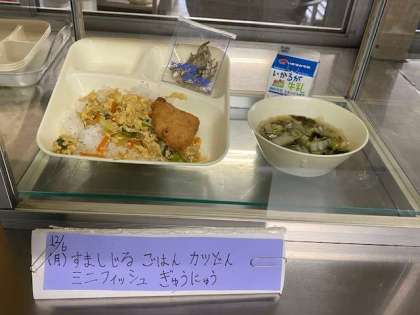 いかるが
牛乳
12/6
(月) すましじる ごはん カツどん
ミニフィッシュ ぎゅうにゅう